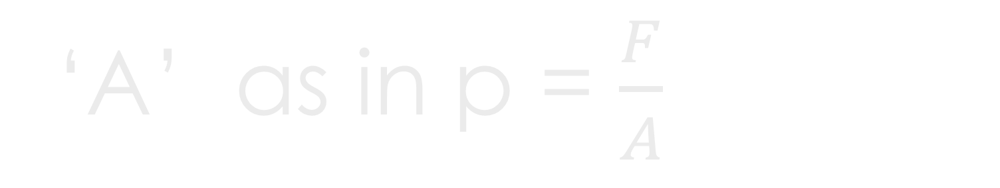 ‘A’ as in p = F/A